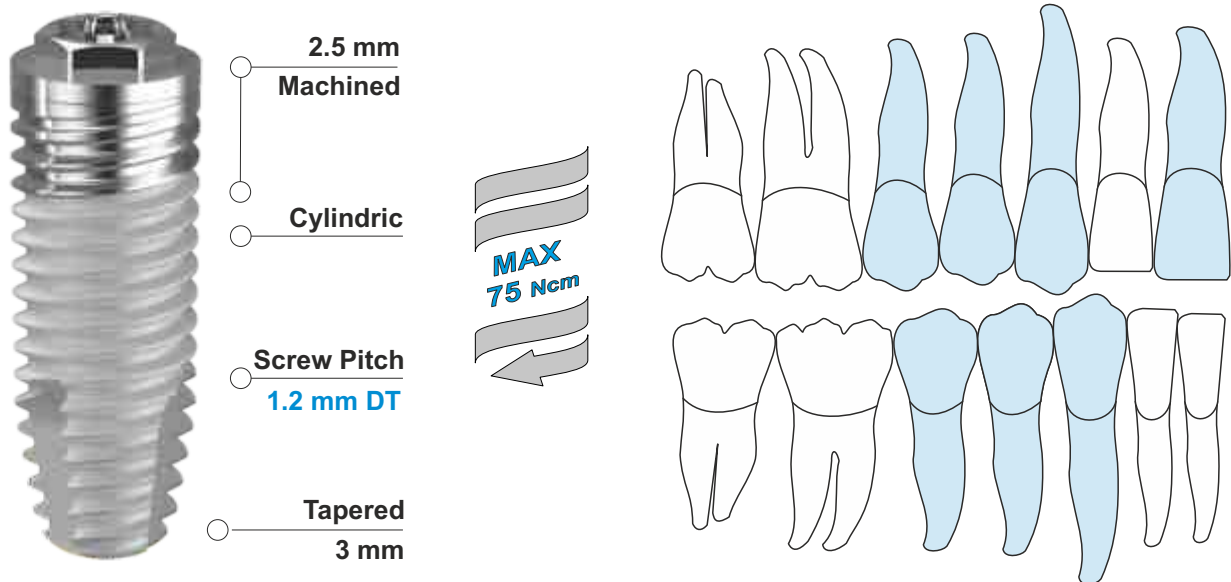 2.5 mm
Machined
Cylindric
MAX
75 Ncm
Screw Pitch
1.2 mm DT
Tapered
3 mm